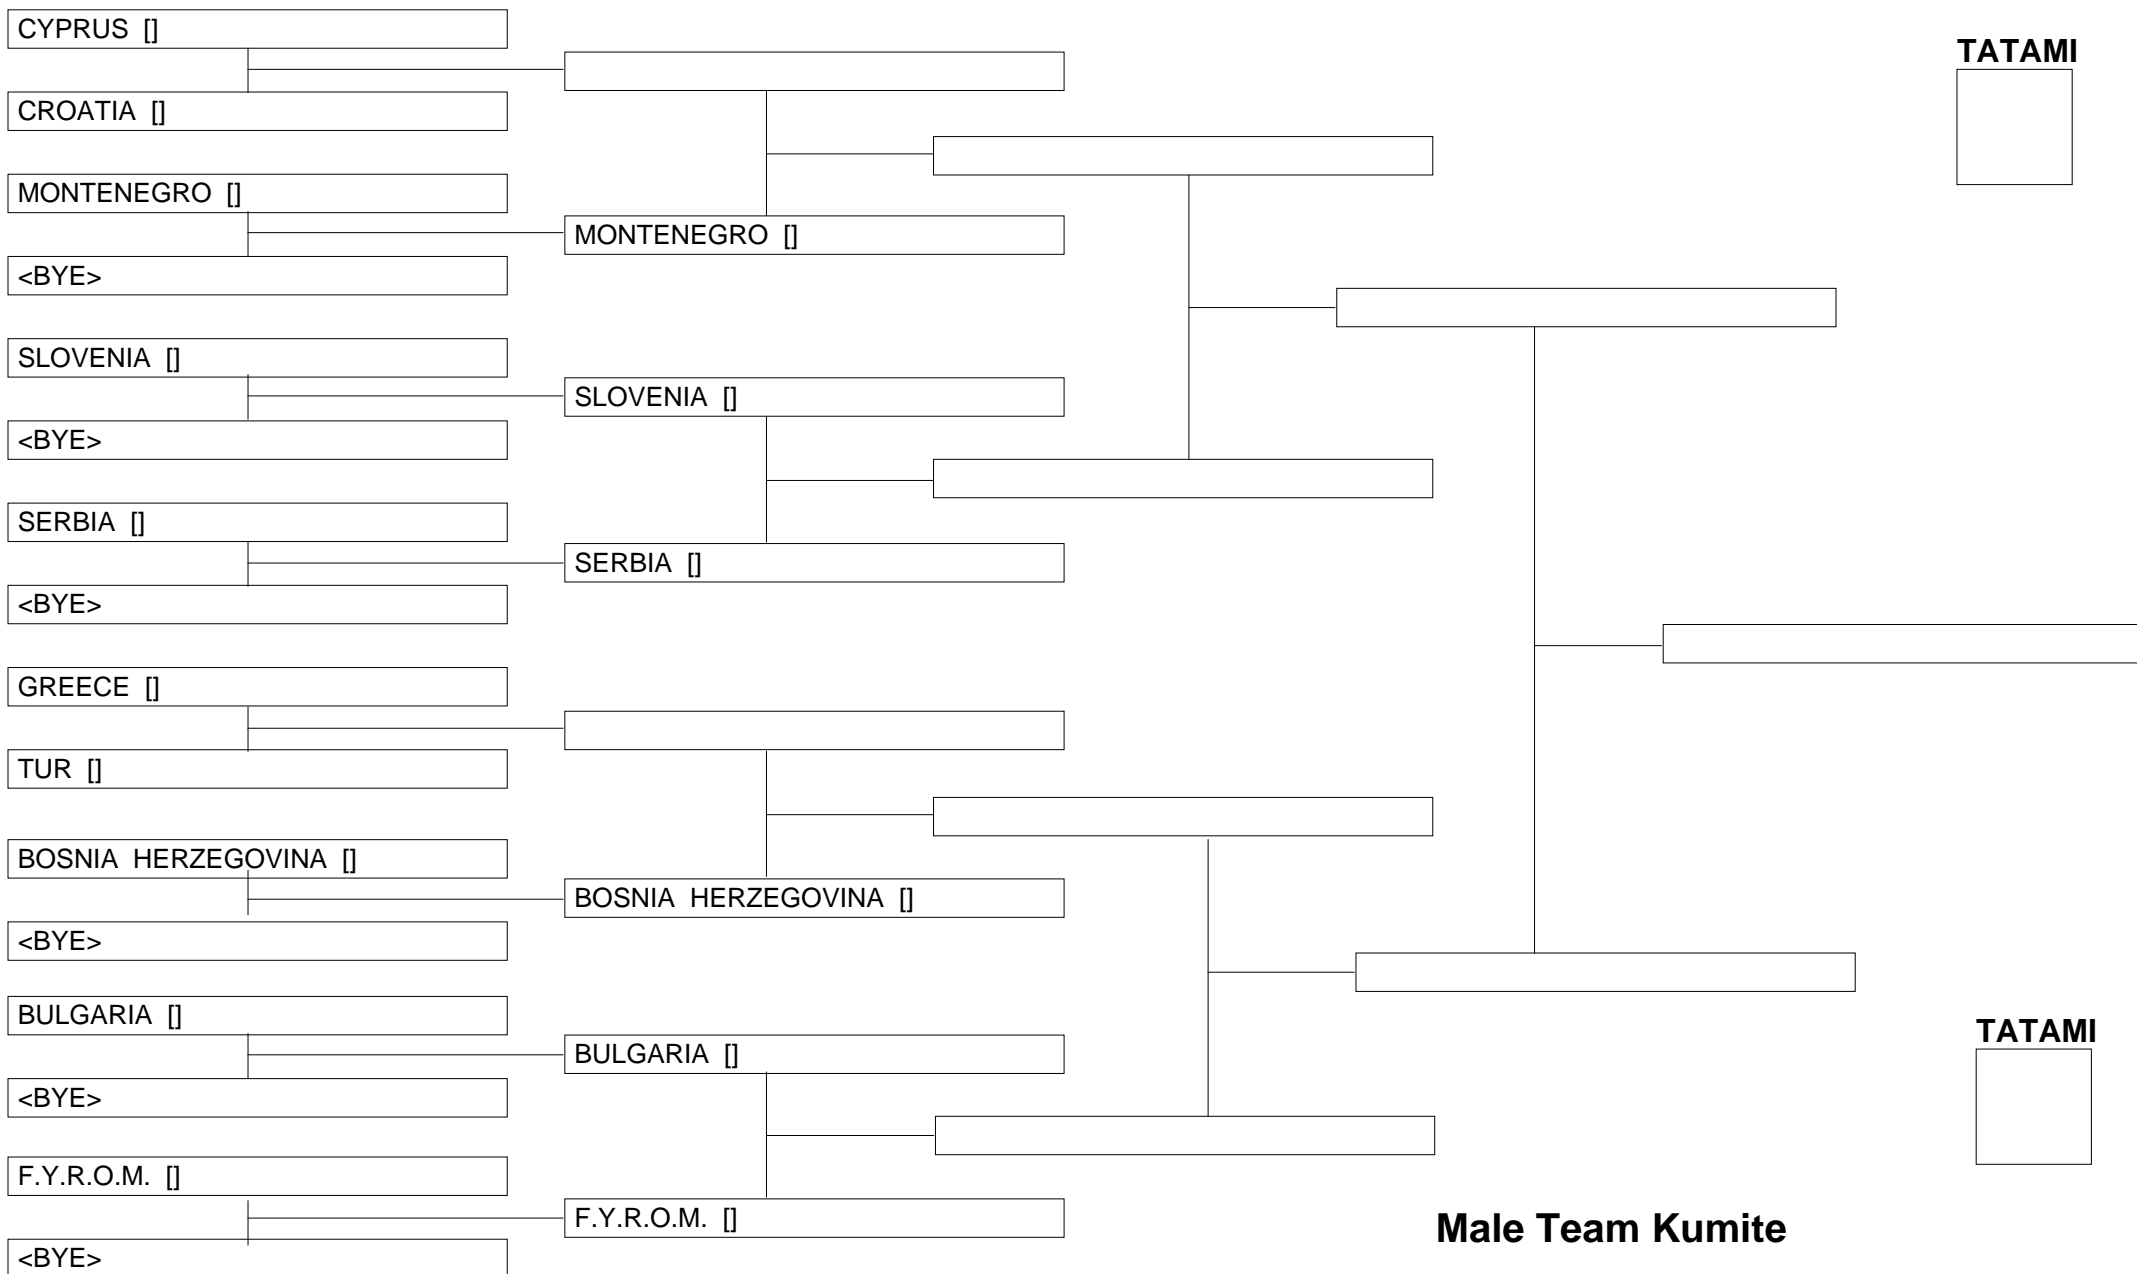 CYPRUS []
TATAMI
CROATIA []
MONTENEGRO []
MONTENEGRO []
<BYE>
SLOVENIA []
SLOVENIA []
<BYE>
SERBIA []
SERBIA []
<BYE>
GREECE []
TUR []
BOSNIA HERZEGOVINA []
BOSNIA HERZEGOVINA []
<BYE>
BULGARIA []
TATAMI
BULGARIA []
<BYE>
F.Y.R.O.M. []
F.Y.R.O.M. []
Male Team Kumite
<BYE>